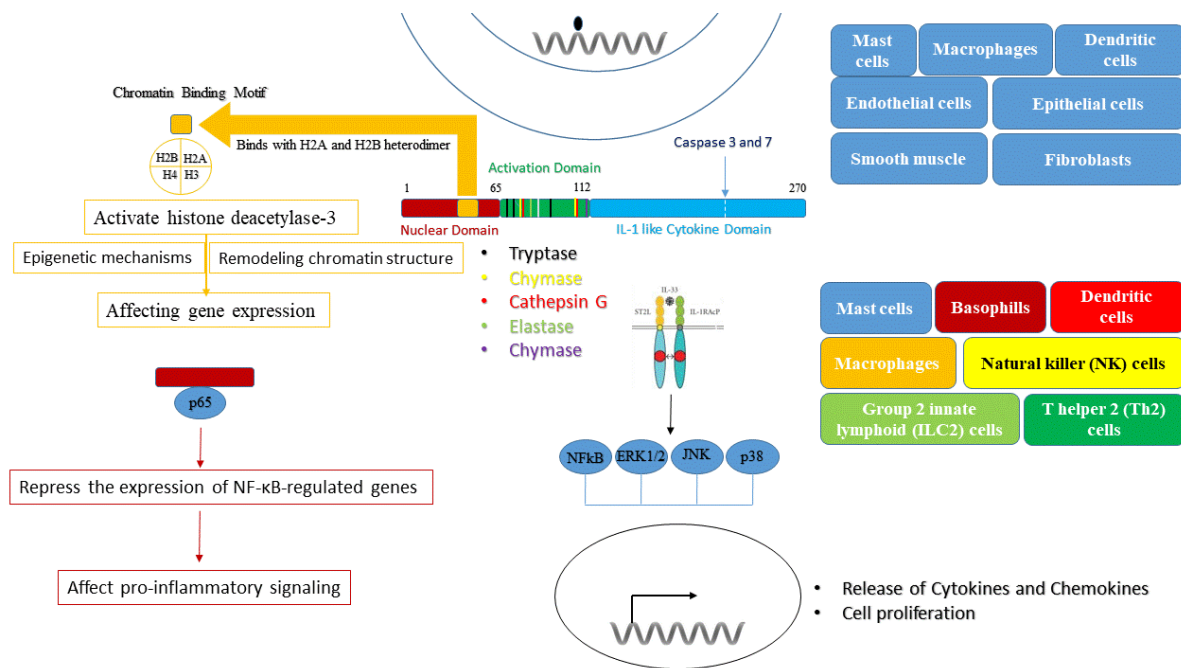 Chromatin Binding Motif
Binds with H2A and H2B heterodimer
H2B H2A
H4 H3
Activate histone deacetylase-3
Epigenetic mechanisms
Remodeling chromatin structure
Affecting gene expression
p65
Repress the expression of NF-κB-regulated genes
Affect pro-inflammatory signaling
Caspase 3 and 7
Activation Domain
1 65 112 270
Nuclear Domain
IL-1 like Cytokine Domain
• Tryptase
• Chymase
• Cathepsin G
• Elastase
• Chymase
IL-33
ST2L
IL-1RAcP
NFkB
ERK1/2
JNK
p38
• Release of Cytokines and Chemokines
• Cell proliferation
Mast
cells
Macrophages
Dendritic
cells
Endothelial cells
Epithelial cells
Smooth muscle
Fibroblasts
Mast cells
Basophills
Dendritic
cells
Macrophages
Natural killer (NK) cells
Group 2 innate
lymphoid (ILC2) cells
T helper 2 (Th2)
cells